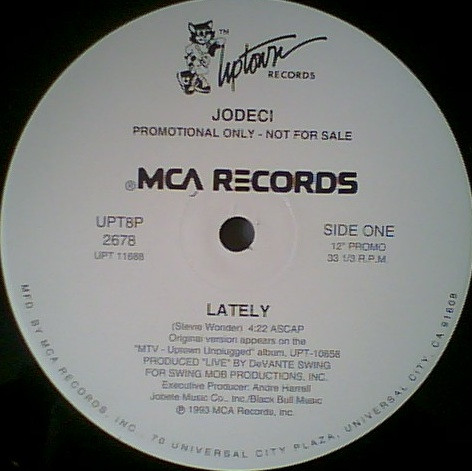 Uptown ™
RECORDS
JODECI
PROMOTIONAL ONLY - NOT FOR SALE
®MCA RECORDS
UPT8P
2678
UPT 11688
SIDE ONE
12" PROMO
33 1/3 R.P.M.
LATELY
(Stevie Wonder) 4:22 ASCAP
Original version appears on the
"MTV - Uptown Unplugged" album, UPT-10858
PRODUCED "LIVE" BY DeVANTE SWING
FOR SWING MOB PRODUCTIONS, INC.
Executive Producer: Andre Harrell
Jobete Music Co., Inc./Black Bull Music
℗ 1993 MCA Records, Inc.
MFD. BY MCA RECORDS, INC. 70 UNIVERSAL CITY PLAZA, UNIVERSAL CITY, CA 91608